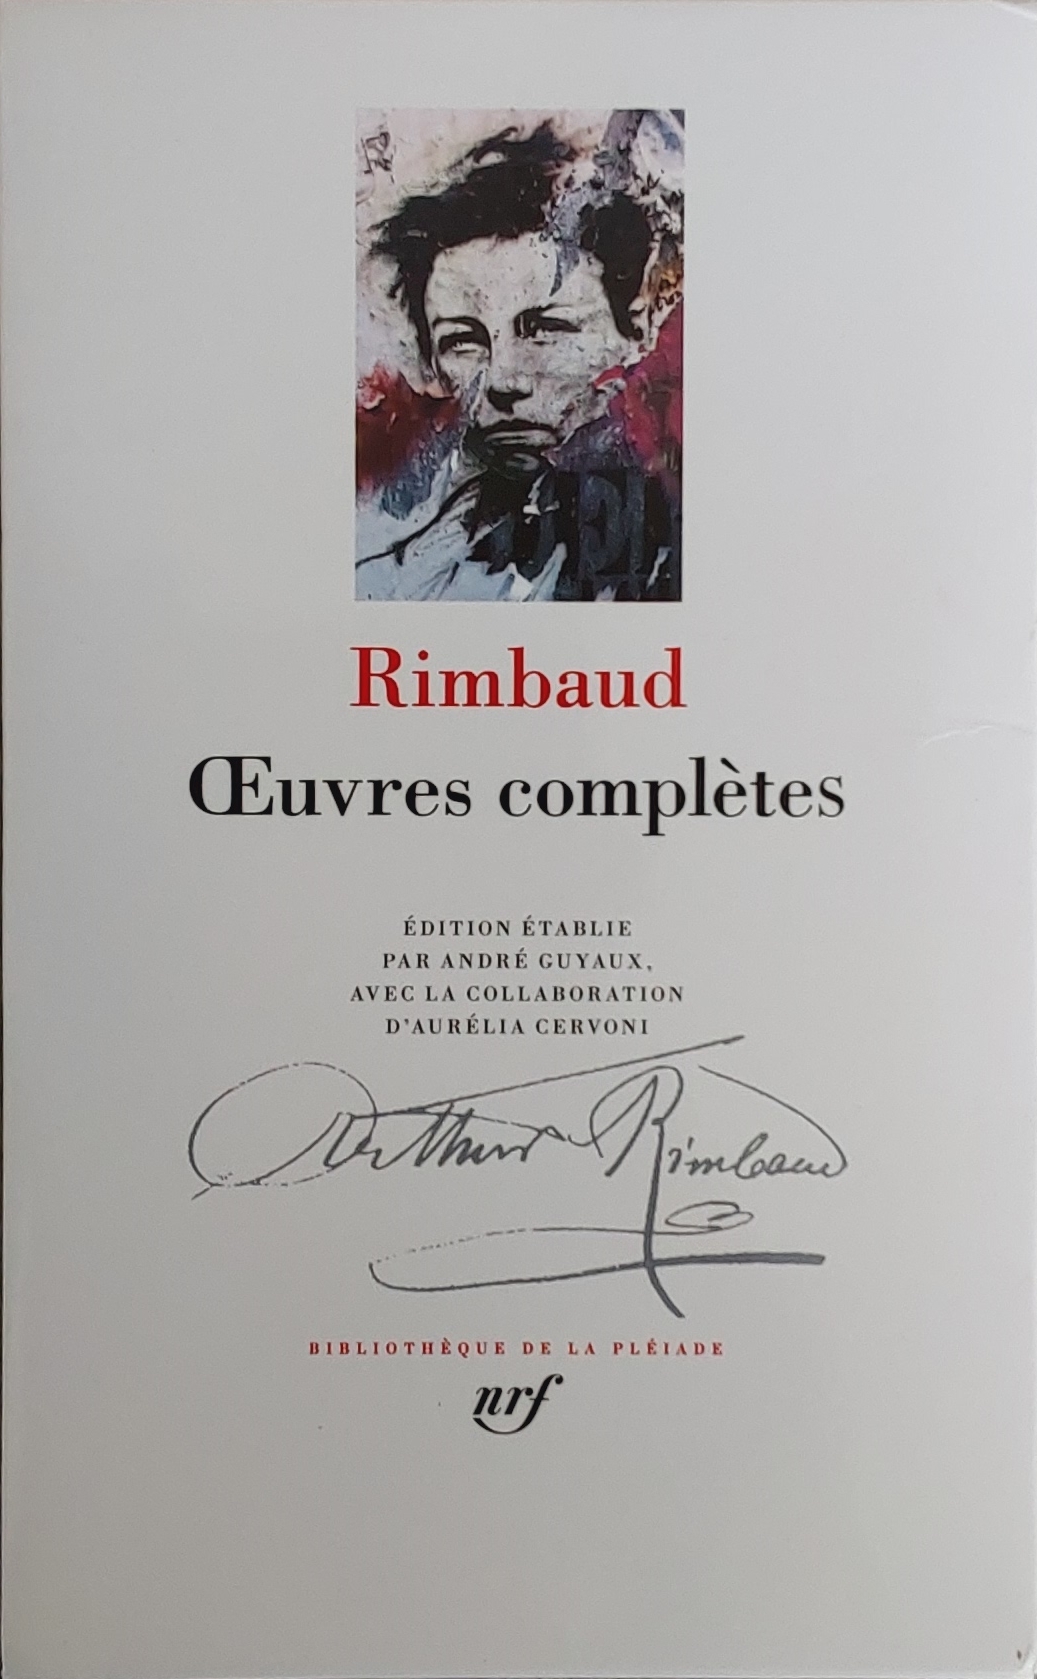 Rimbaud
Œuvres complètes
ÉDITION ÉTABLIE
PAR ANDRÉ GUYAUX,
AVEC LA COLLABORATION
D'AURÉLIA CERVONI
Arthur Rimbaud
BIBLIOTHÈQUE DE LA PLÉIADE
nrf